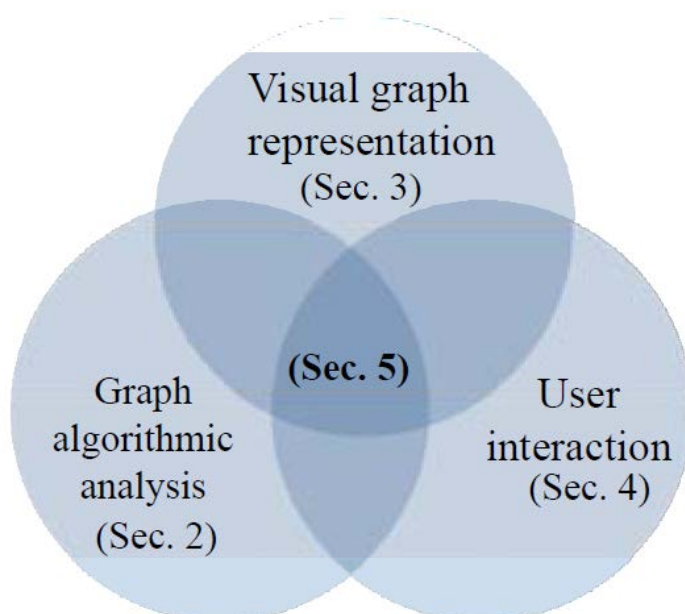 Visual graph
representation
(Sec. 3)
(Sec. 5)
Graph
algorithmic
analysis
(Sec. 2)
User
interaction
(Sec. 4)